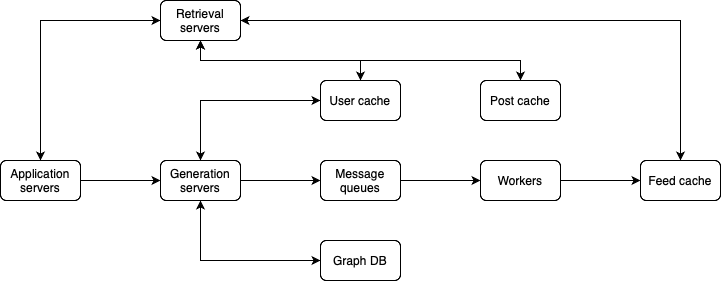 Retrieval
servers
User cache
Post cache
Application
servers
Generation
servers
Message
queues
Workers
Feed cache
Graph DB